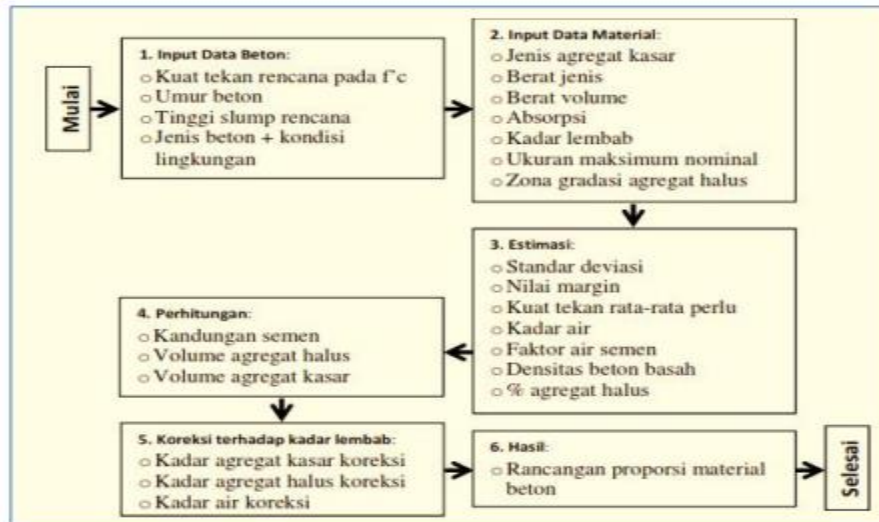 Mulai
1. Input Data Beton:
○ Kuat tekan rencana pada f'c
○ Umur beton
○ Tinggi slump rencana
○ Jenis beton + kondisi
lingkungan
2. Input Data Material:
○ Jenis agregat kasar
○ Berat jenis
○ Berat volume
○ Absorpsi
○ Kadar lembab
○ Ukuran maksimum nominal
○ Zona gradasi agregat halus
3. Estimasi:
○ Standar deviasi
○ Nilai margin
○ Kuat tekan rata-rata perlu
○ Kadar air
○ Faktor air semen
○ Densitas beton basah
○ % agregat halus
4. Perhitungan:
○ Kandungan semen
○ Volume agregat halus
○ Volume agregat kasar
5. Koreksi terhadap kadar lembab:
○ Kadar agregat kasar koreksi
○ Kadar agregat halus koreksi
○ Kadar air koreksi
6. Hasil:
○ Rancangan proporsi material
beton
Selesai